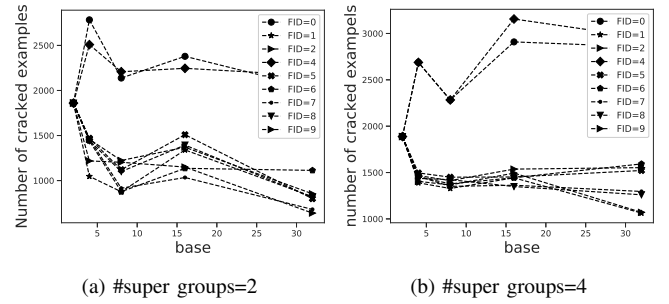 Number of cracked examples
2500
2000
1500
1000
5
10
15
20
25
30
base
FID=0
FID=1
FID=2
FID=4
FID=5
FID=6
FID=7
FID=8
FID=9
(a) #super groups=2
number of cracked exampels
3500
3000
2500
2000
1500
1000
5
10
15
20
25
30
base
FID=0
FID=1
FID=2
FID=4
FID=5
FID=6
FID=7
FID=8
FID=9
(b) #super groups=4